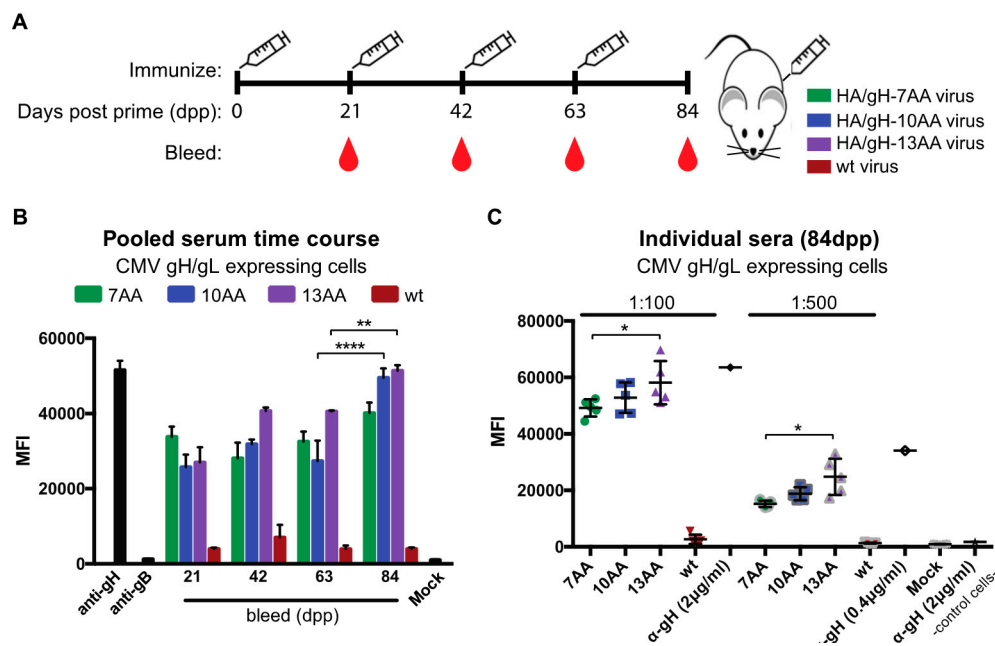 A
Immunize:
Days post prime (dpp):
0
21
42
63
84
Bleed:
HA/gH-7AA virus
HA/gH-10AA virus
HA/gH-13AA virus
wt virus
B
Pooled serum time course
CMV gH/gL expressing cells
7AA
10AA
13AA
wt
**
****
60000
40000
20000
0
MFI
anti-gH
anti-gB
21
42
63
84
Mock
bleed (dpp)
C
Individual sera (84dpp)
CMV gH/gL expressing cells
1:100
1:500
*
*
80000
60000
40000
20000
0
MFI
7AA
10AA
13AA
wt
α-gH (2µg/ml)
7AA
10AA
13AA
wt
-gH (0.4µg/ml)
Mock
α-gH (2µg/ml)
-control cells-